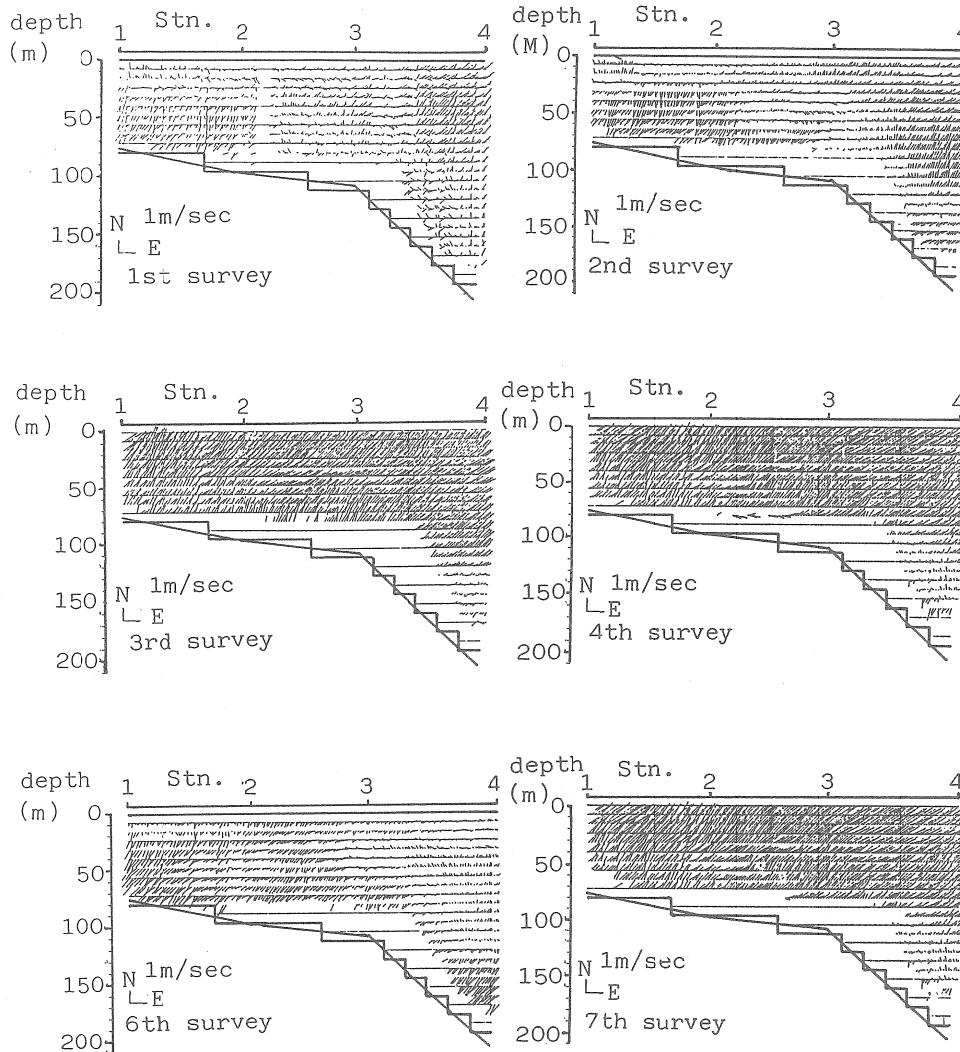 depth Stn.
(m) 1 2 3 4
0
50
100
150
200
N 1m/sec
E
1st survey
depth Stn.
(M) 1 2 3 4
0
50
100
150
200
N 1m/sec
E
2nd survey
depth Stn.
(m) 1 2 3 4
0
50
100
150
200
N 1m/sec
E
3rd survey
depth Stn.
(m) 1 2 3 4
0
50
100
150
200
N 1m/sec
E
4th survey
depth Stn.
(m) 1 2 3 4
0
50
100
150
200
N 1m/sec
E
6th survey
depth Stn.
(m) 1 2 3 4
0
50
100
150
200
N 1m/sec
E
7th survey